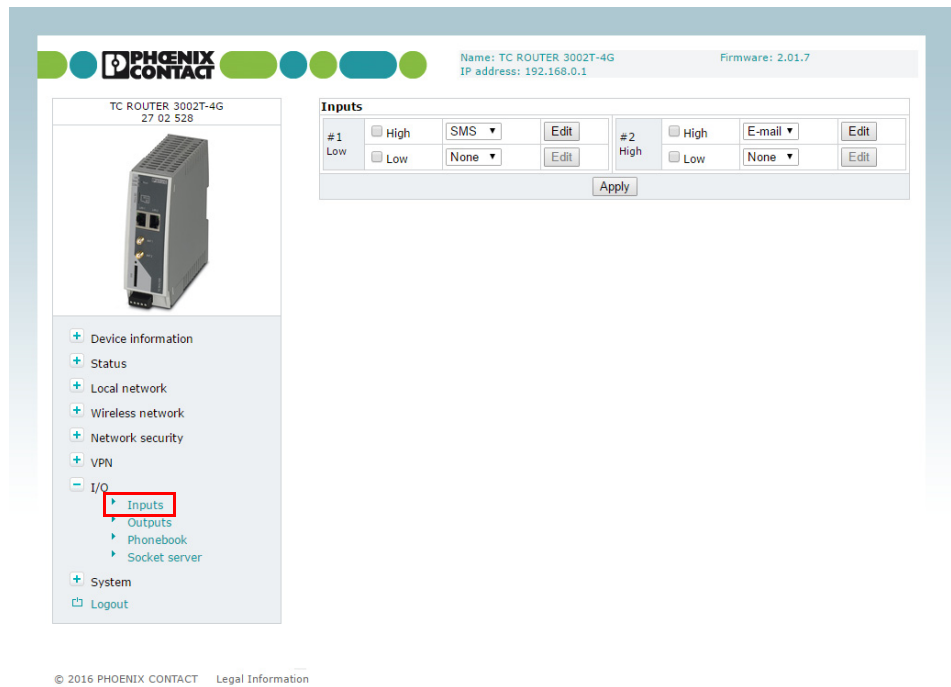 PHŒNIX
CONTACT
Name: TC ROUTER 3002T-4G Firmware: 2.01.7
IP address: 192.168.0.1
TC ROUTER 3002T-4G
27 02 528
Inputs
#1 Low High SMS Edit #2 High High E-mail Edit
Low None Edit Low None Edit
Apply
Device information
Status
Local network
Wireless network
Network security
VPN
I/O
Inputs
Outputs
Phonebook
Socket server
System
Logout
© 2016 PHOENIX CONTACT Legal Information